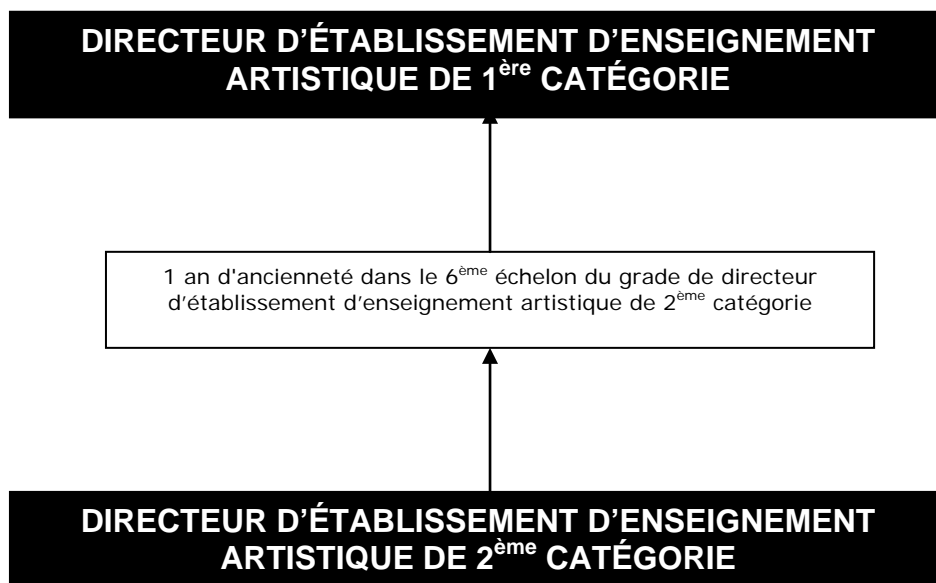 DIRECTEUR D’ÉTABLISSEMENT D’ENSEIGNEMENT
ARTISTIQUE DE 1ère CATÉGORIE
1 an d'ancienneté dans le 6ème échelon du grade de directeur
d’établissement d’enseignement artistique de 2ème catégorie
DIRECTEUR D’ÉTABLISSEMENT D’ENSEIGNEMENT
ARTISTIQUE DE 2ème CATÉGORIE